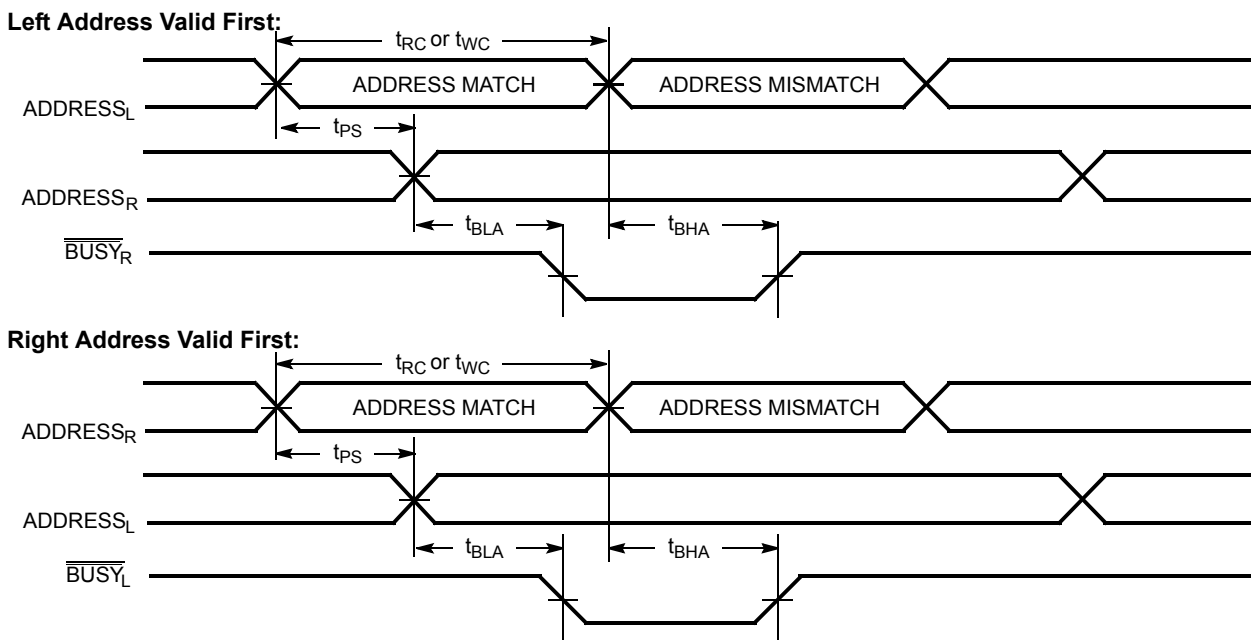 Left Address Valid First:
tRC or tWC
ADDRESSL
ADDRESS MATCH
ADDRESS MISMATCH
tPS
ADDRESSR
tBLA
tBHA
BUSYR
Right Address Valid First:
tRC or tWC
ADDRESSR
ADDRESS MATCH
ADDRESS MISMATCH
tPS
ADDRESSL
tBLA
tBHA
BUSYL